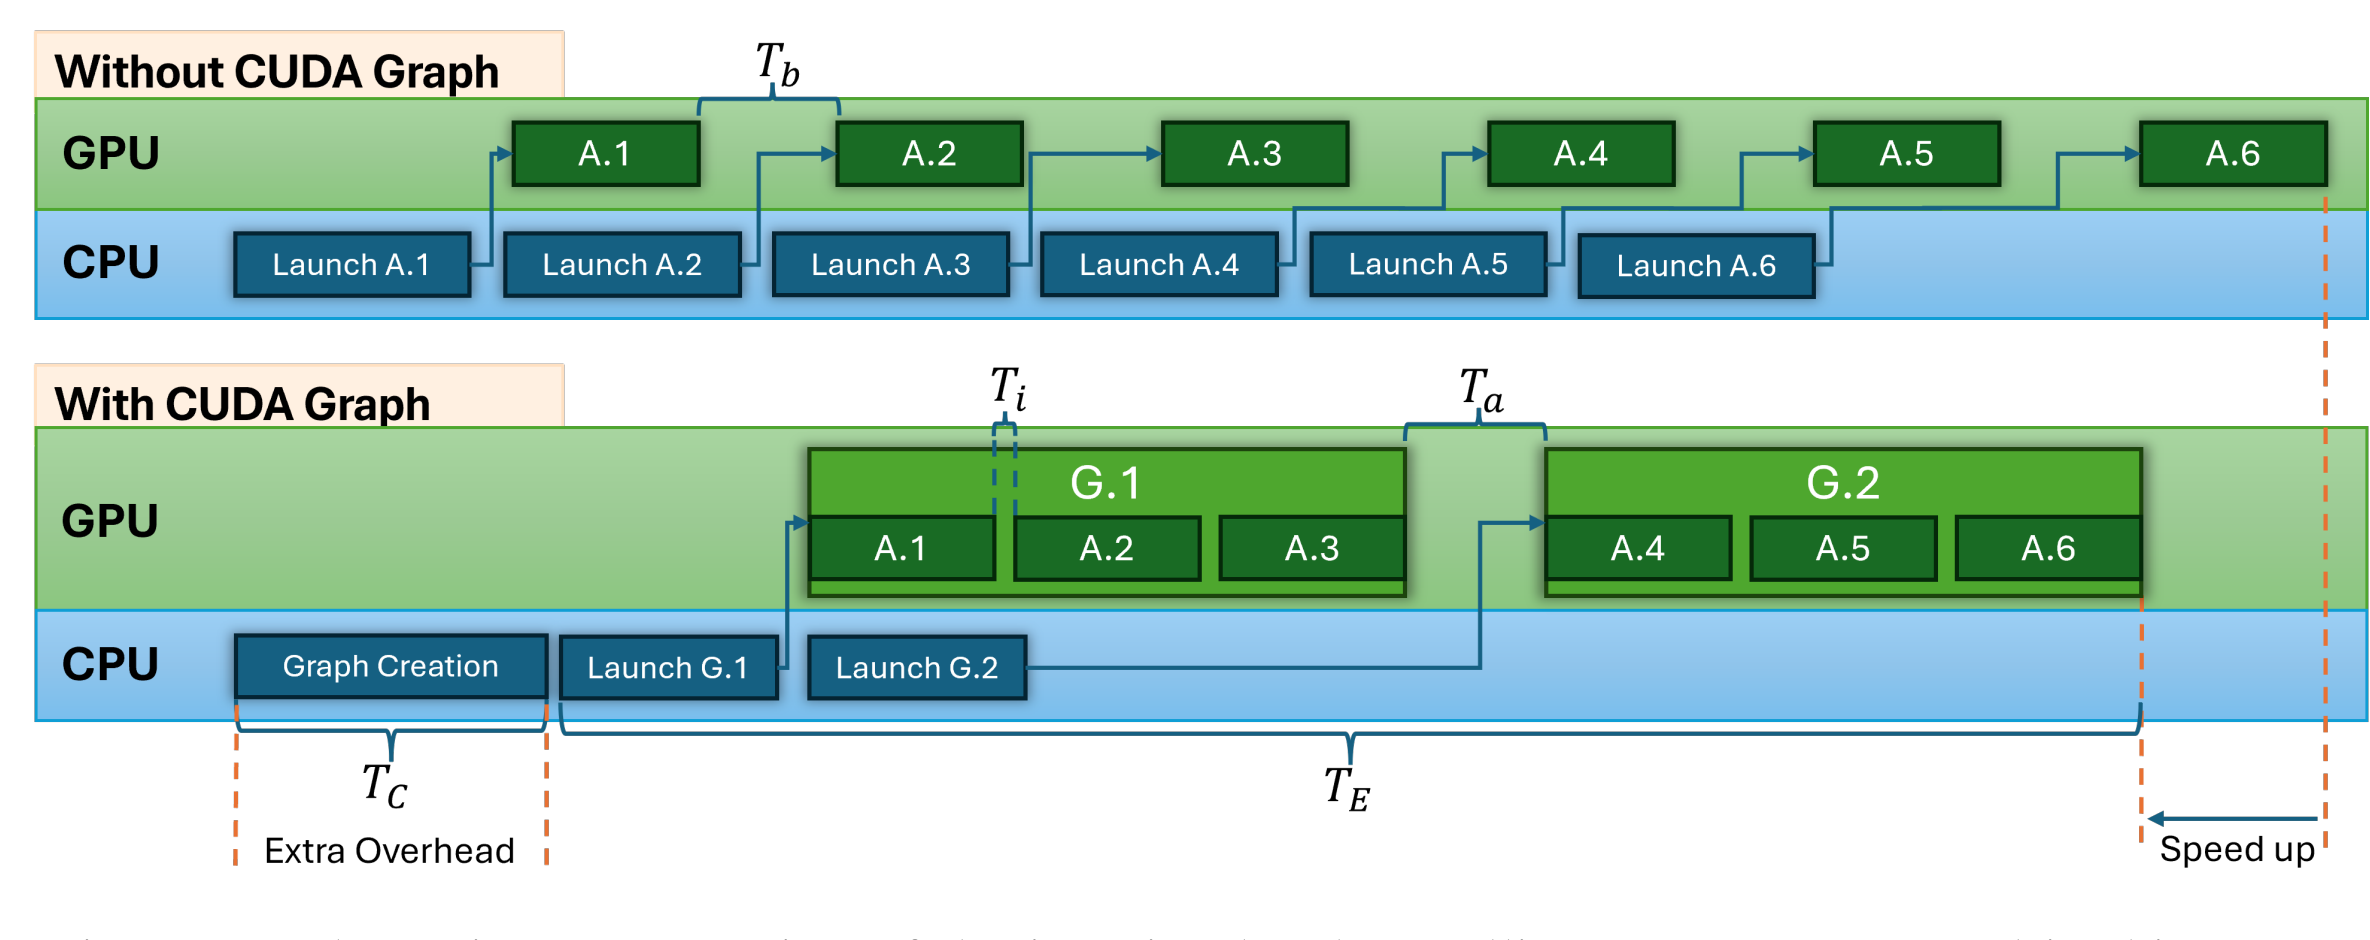 Without CUDA Graph
T_b
GPU
A.1 A.2 A.3 A.4 A.5 A.6
CPU
Launch A.1 Launch A.2 Launch A.3 Launch A.4 Launch A.5 Launch A.6
With CUDA Graph
T_i T_a
G.1 G.2
GPU
A.1 A.2 A.3 A.4 A.5 A.6
CPU
Graph Creation Launch G.1 Launch G.2
T_C T_E
Extra Overhead
Speed up